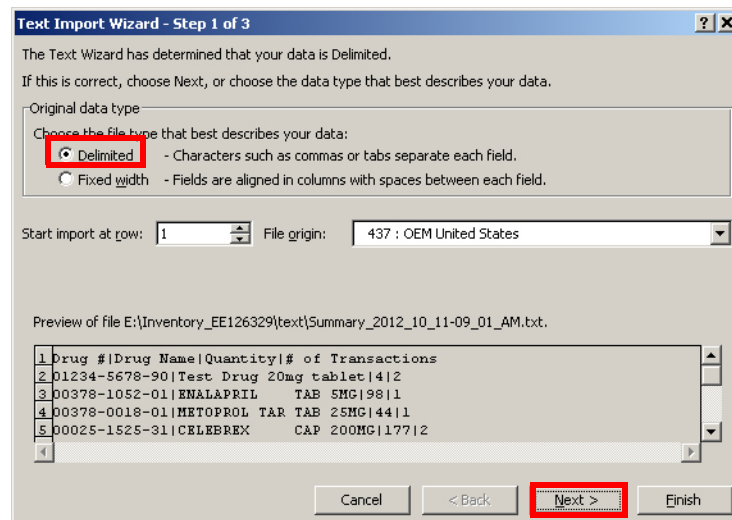 Text Import Wizard - Step 1 of 3
The Text Wizard has determined that your data is Delimited.
If this is correct, choose Next, or choose the data type that best describes your data.
Original data type
Choose the file type that best describes your data:
Delimited - Characters such as commas or tabs separate each field.
Fixed width - Fields are aligned in columns with spaces between each field.
Start import at row: 1 File origin: 437 : OEM United States
Preview of file E:\Inventory_EE126329\text\Summary_2012_10_11-09_01_AM.txt.
1 Drug #|Drug Name|Quantity|# of Transactions
2 01234-5678-90|Test Drug 20mg tablet|4|2
3 00378-1052-01|ENALAPRIL TAB 5MG|98|1
4 00378-0018-01|METOPROL TAR TAB 25MG|44|1
5 00025-1525-31|CELEBREX CAP 200MG|177|2
Cancel < Back Next > Finish